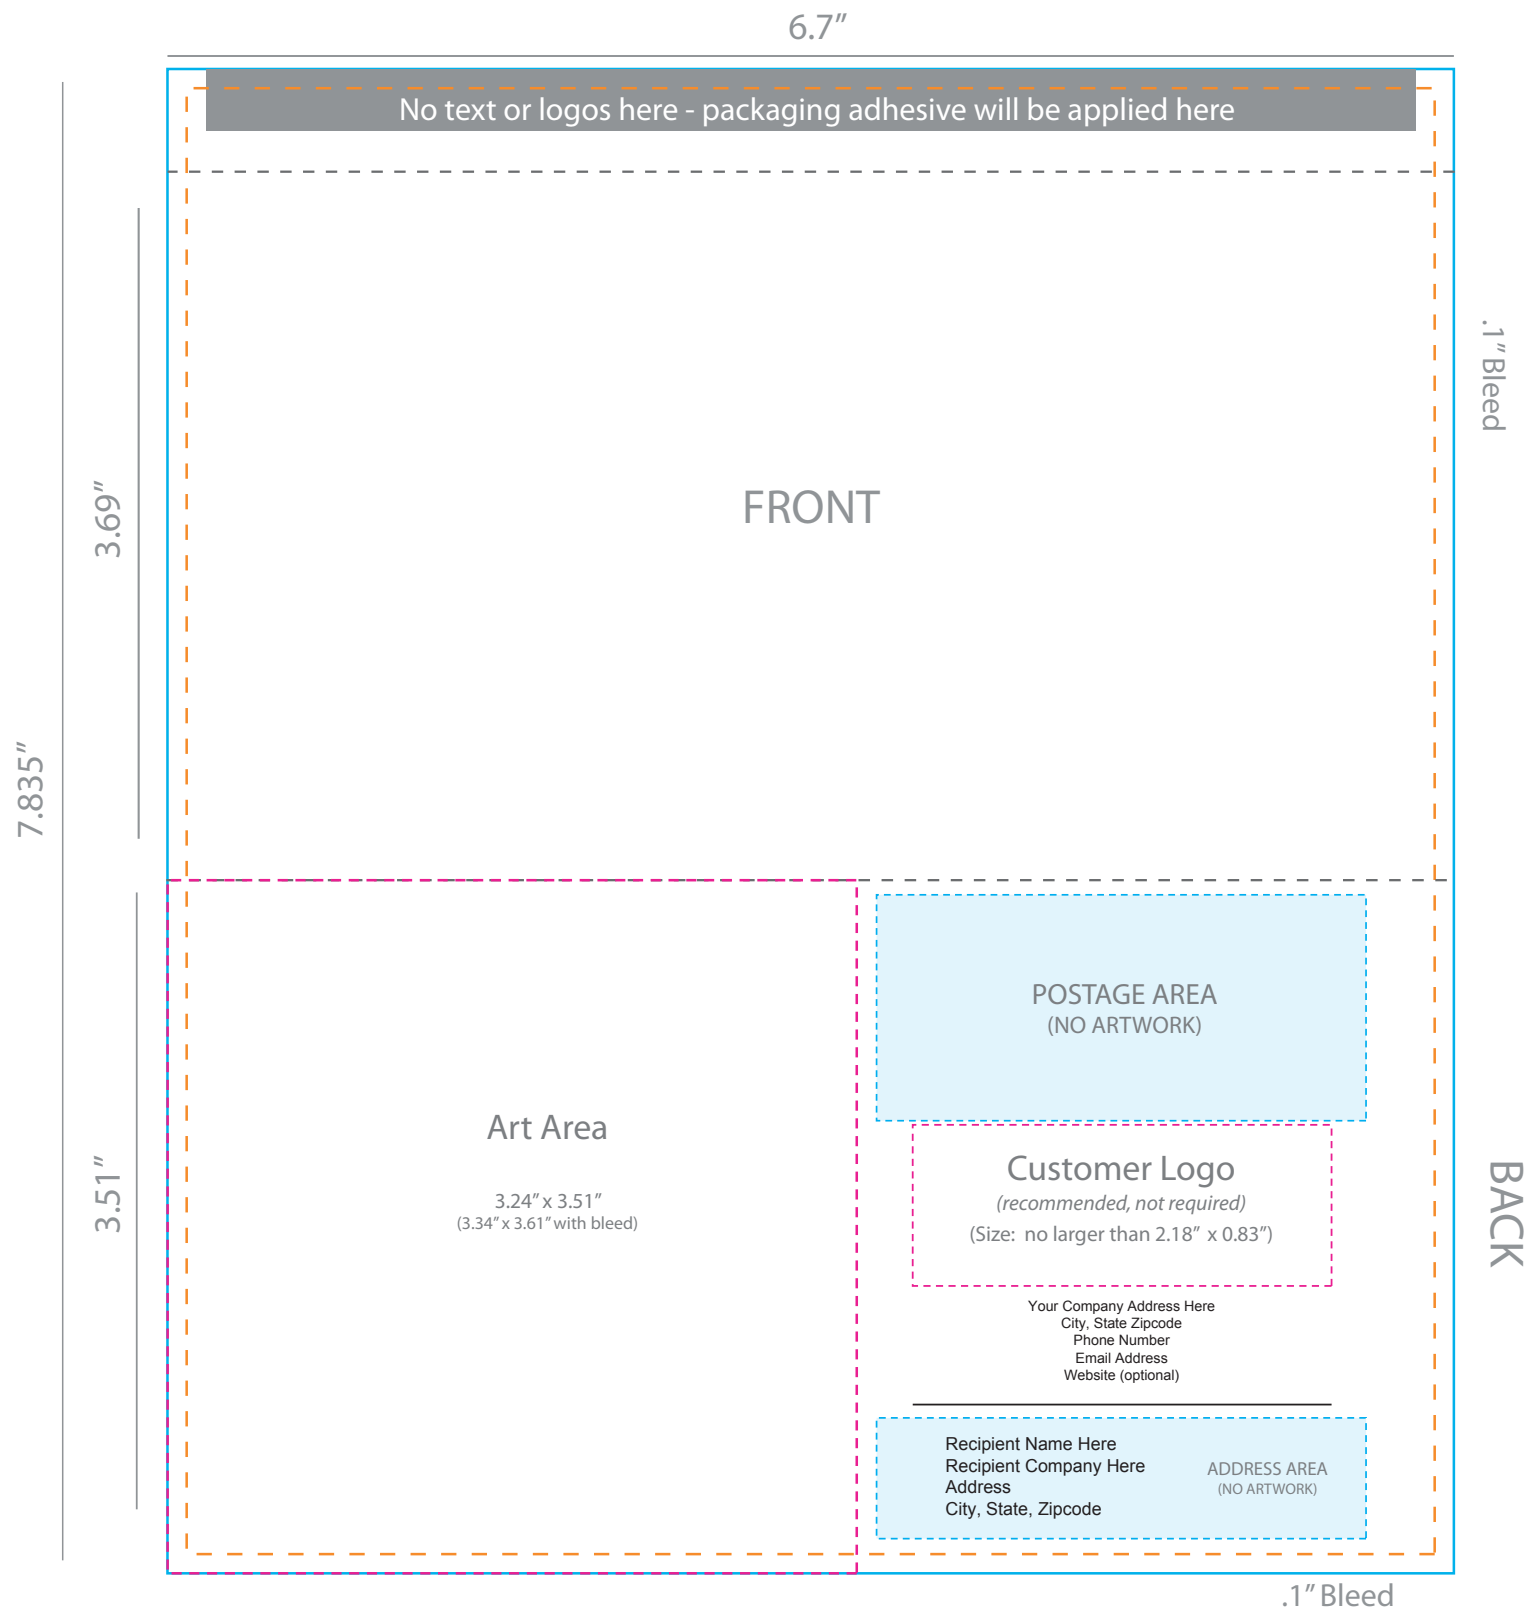 6.7”
No text or logos here - packaging adhesive will be applied here
.1” Bleed
3.69”
FRONT
7.835”
POSTAGE AREA
(NO ARTWORK)
Art Area
3.24” x 3.51”
(3.34” x 3.61” with bleed)
3.51”
Customer Logo
(recommended, not required)
(Size: no larger than 2.18” x 0.83”)
BACK
Your Company Address Here
City, State Zipcode
Phone Number
Email Address
Website (optional)
Recipient Name Here
Recipient Company Here
Address
City, State, Zipcode
ADDRESS AREA
(NO ARTWORK)
.1” Bleed